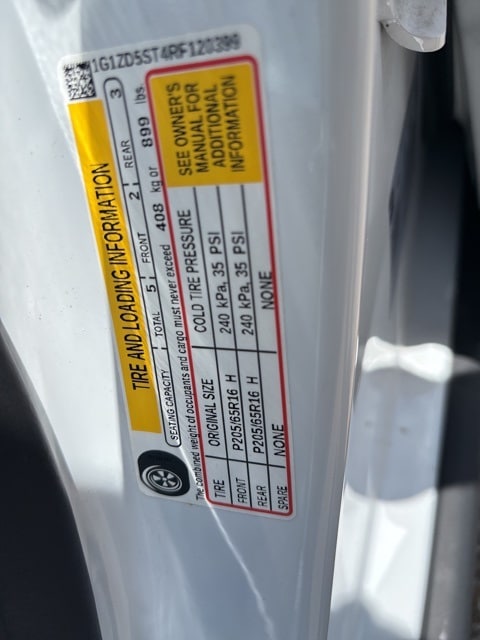 1G1ZD5ST4RF120399
TIRE AND LOADING INFORMATION
SEATING CAPACITY TOTAL 5 FRONT 2 REAR 3
The combined weight of occupants and cargo must never exceed 408 kg or 899 lbs.
TIRE ORIGINAL SIZE COLD TIRE PRESSURE
FRONT P205/65R16 H 240 kPa, 35 PSI
REAR P205/65R16 H 240 kPa, 35 PSI
SPARE NONE NONE
SEE OWNER'S
MANUAL FOR
ADDITIONAL
INFORMATION